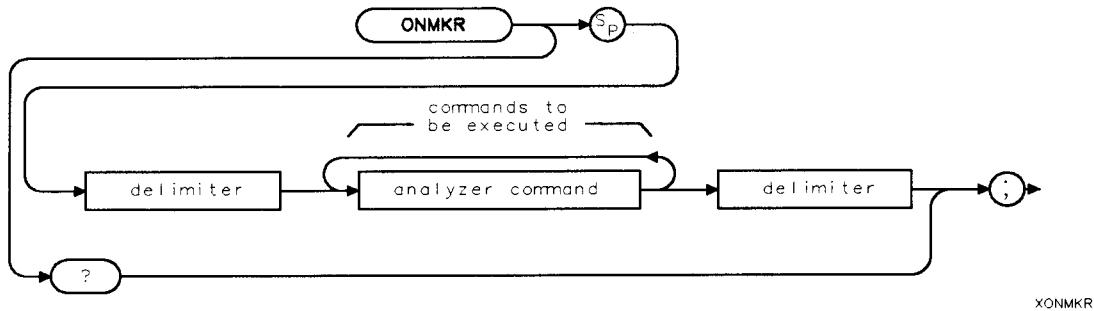 ONMKR
SP
commands to
be executed
delimiter
analyzer command
delimiter
;
?
XONMKR